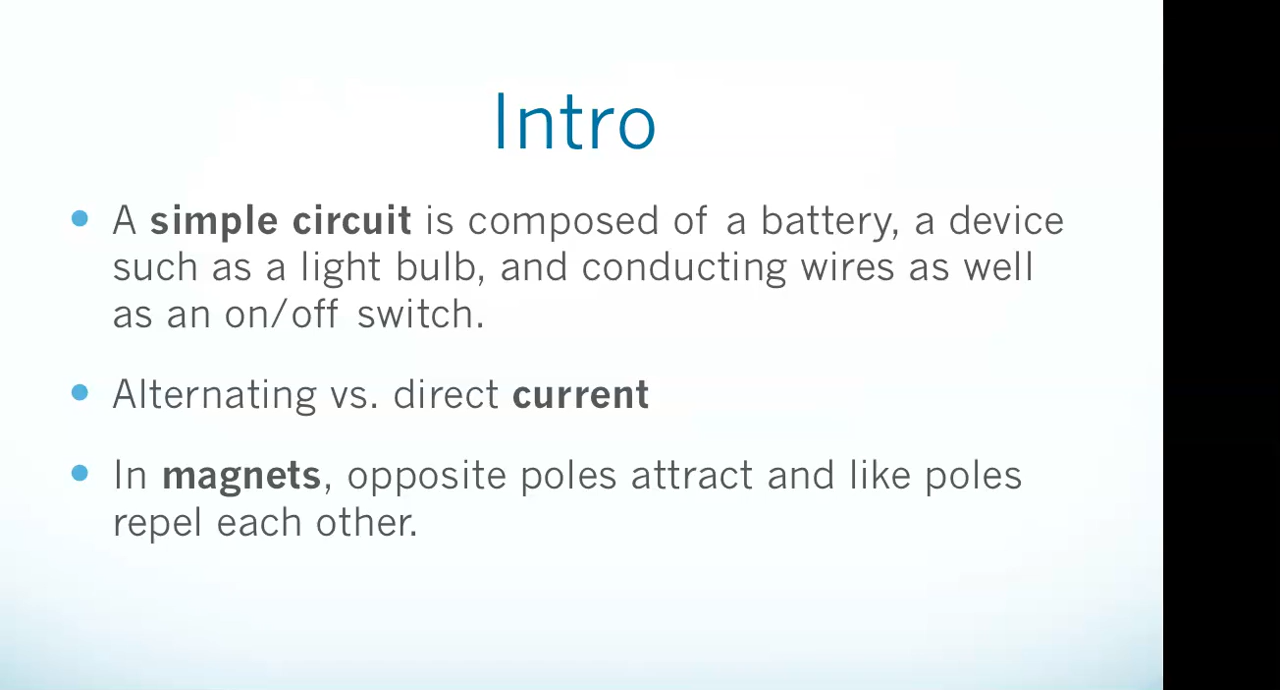 Intro
A simple circuit is composed of a battery, a device
such as a light bulb, and conducting wires as well
as an on/off switch.
Alternating vs. direct current
In magnets, opposite poles attract and like poles
repel each other.